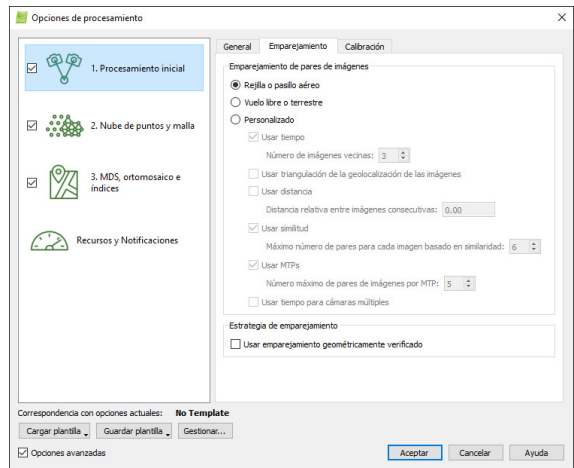 Opciones de procesamiento
1. Procesamiento inicial
2. Nube de puntos y malla
3. MDS, ortomosaico e
índices
Recursos y Notificaciones
General Emparejamiento Calibración
Emparejamiento de pares de imágenes
Rejilla o pasillo aéreo
Vuelo libre o terrestre
Personalizado
Usar tiempo
Número de imágenes vecinas: 3
Usar triangulación de la geolocalización de las imágenes
Usar distancia
Distancia relativa entre imágenes consecutivas: 0.00
Usar similitud
Máximo número de pares para cada imagen basado en similaridad: 6
Usar MTPs
Número máximo de pares de imágenes por MTP: 5
Usar tiempo para cámaras múltiples
Estrategia de emparejamiento
Usar emparejamiento geométricamente verificado
Correspondencia con opciones actuales: No Template
Cargar plantilla Guardar plantilla Gestionar...
Opciones avanzadas
Aceptar Cancelar Ayuda